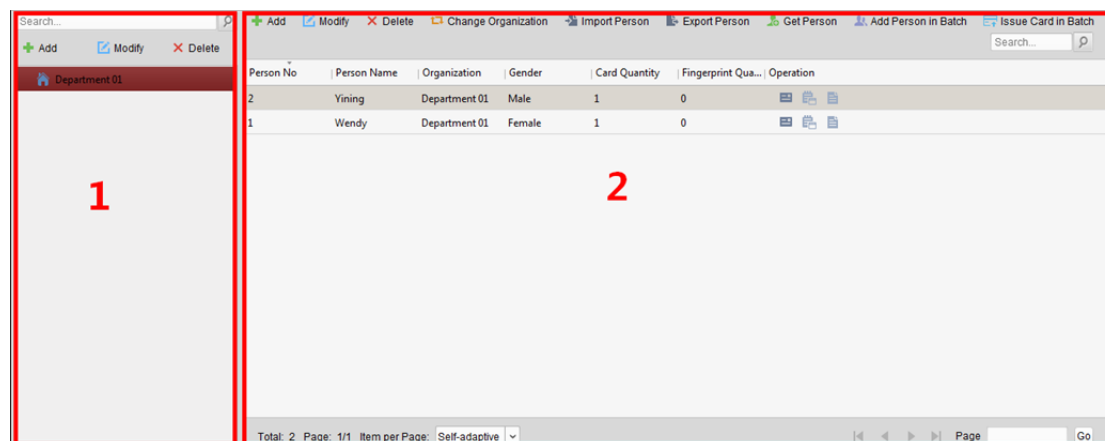 Search...
Add Modify Delete
Department 01
1
Add Modify Delete Change Organization Import Person Export Person Get Person Add Person in Batch Issue Card in Batch
Search...
Person No Person Name Organization Gender Card Quantity Fingerprint Qua... Operation
2 Yining Department 01 Male 1 0
1 Wendy Department 01 Female 1 0
2
Total: 2 Page: 1/1 Item per Page: Self-adaptive Page Go